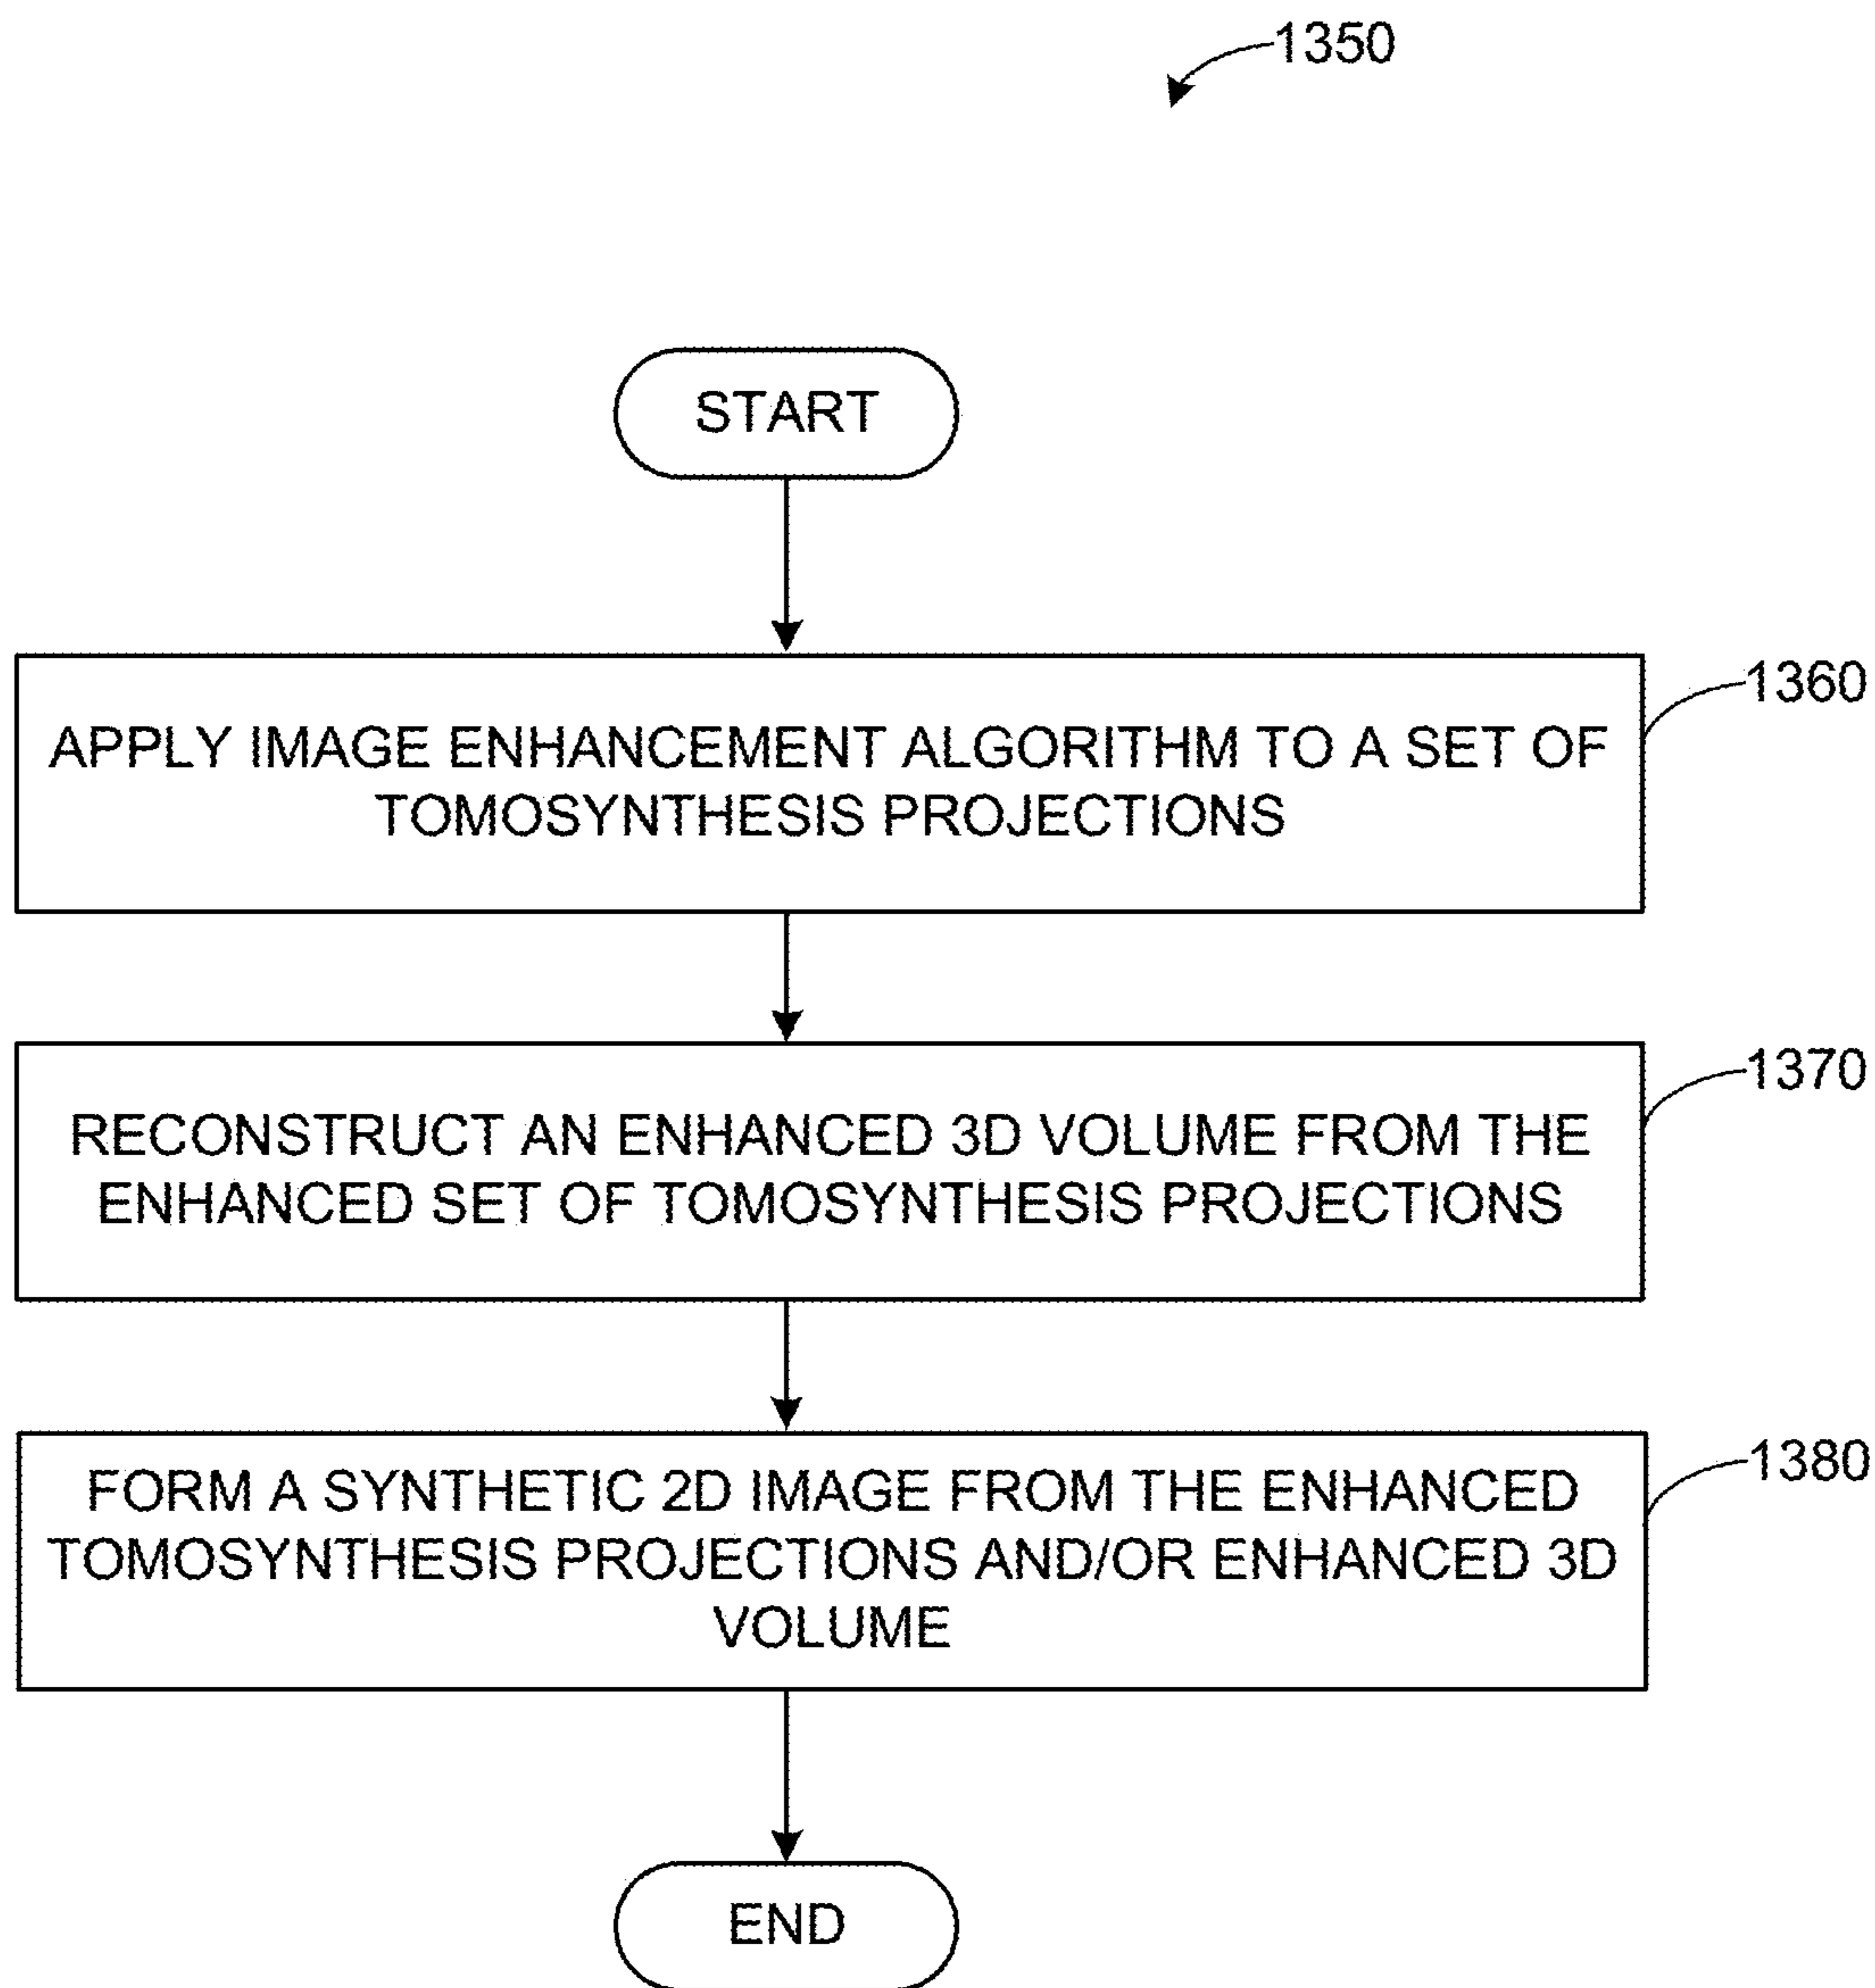 1350
START
1360
APPLY IMAGE ENHANCEMENT ALGORITHM TO A SET OF
TOMOSYNTHESIS PROJECTIONS
1370
RECONSTRUCT AN ENHANCED 3D VOLUME FROM THE
ENHANCED SET OF TOMOSYNTHESIS PROJECTIONS
1380
FORM A SYNTHETIC 2D IMAGE FROM THE ENHANCED
TOMOSYNTHESIS PROJECTIONS AND/OR ENHANCED 3D
VOLUME
END